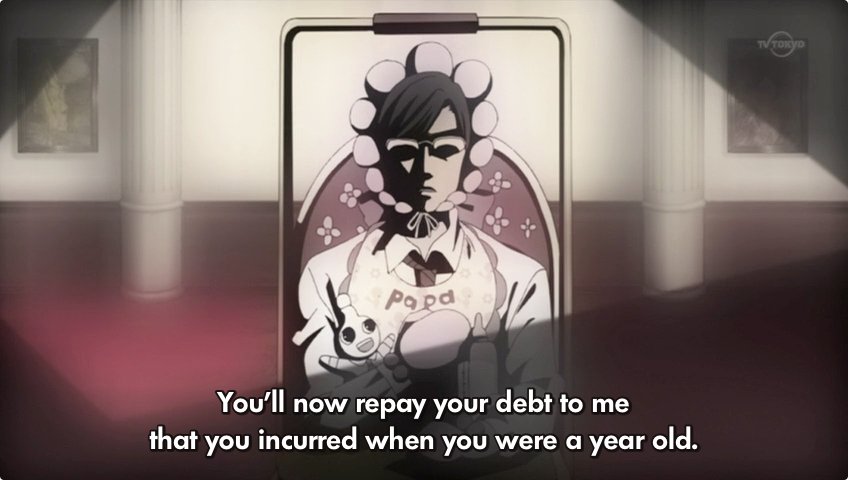 TV TOKYO
papa
You'll now repay your debt to me
that you incurred when you were a year old.